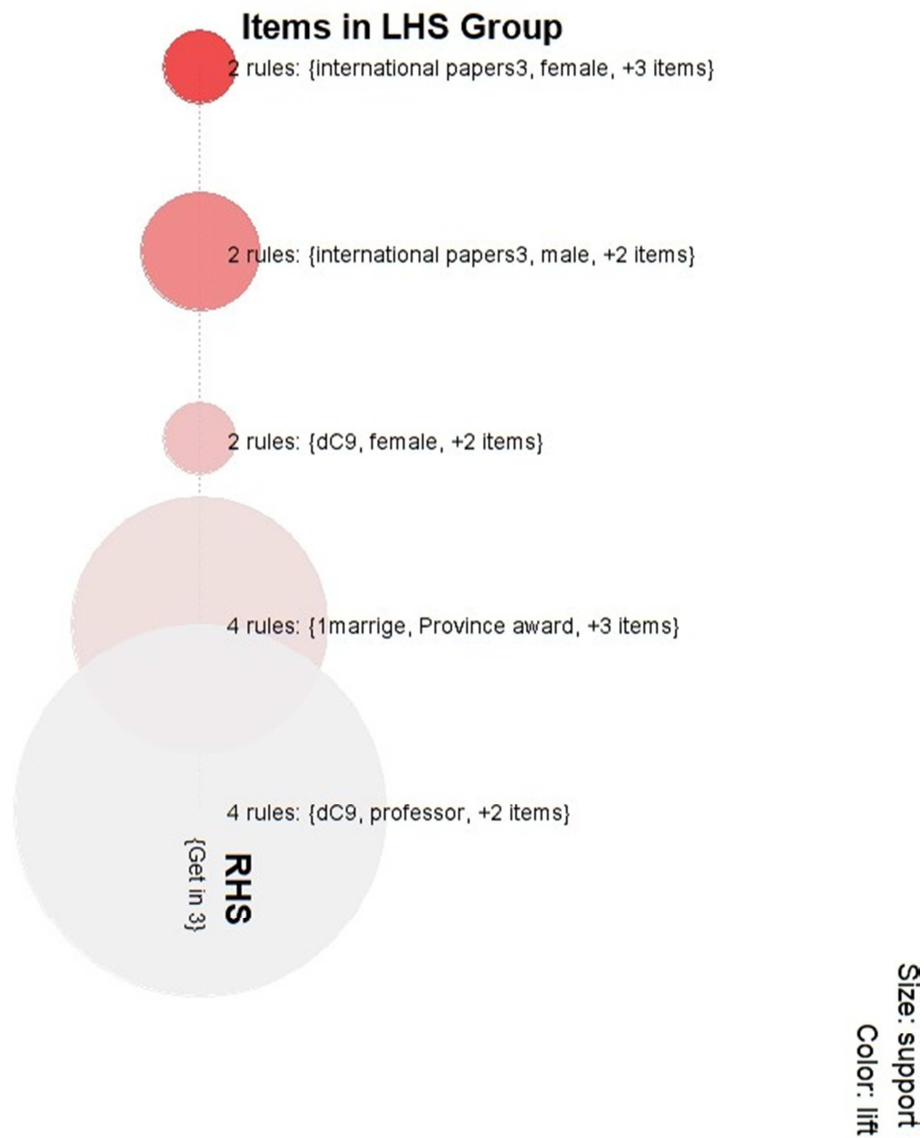 Items in LHS Group
2 rules: {international papers3, female, +3 items}
2 rules: {international papers3, male, +2 items}
2 rules: {dC9, female, +2 items}
4 rules: {1marrige, Province award, +3 items}
4 rules: {dC9, professor, +2 items}
RHS
{Get in 3}
Size: support
Color: lift